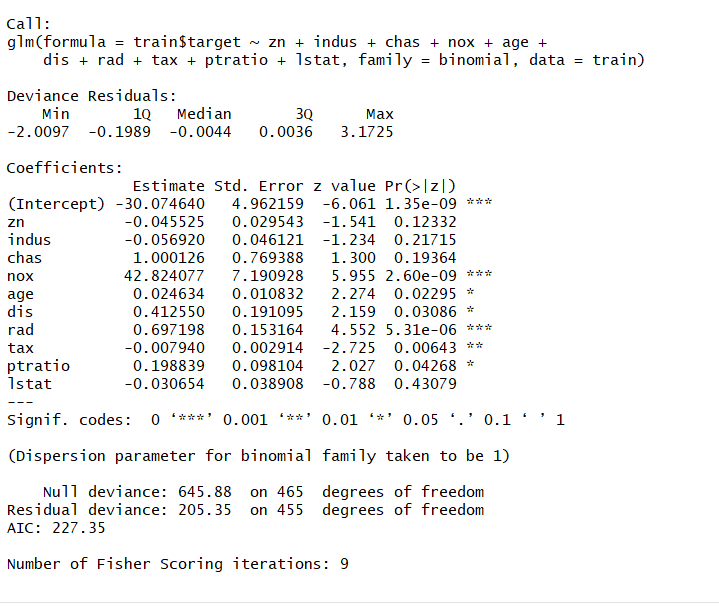 Call:
glm(formula = train$target ~ zn + indus + chas + nox + age +
    dis + rad + tax + ptratio + lstat, family = binomial, data = train)

Deviance Residuals:
    Min       1Q   Median       3Q      Max
-2.0097  -0.1989  -0.0044   0.0036   3.1725

Coefficients:
              Estimate Std. Error z value Pr(>|z|)
(Intercept) -30.074640   4.962159  -6.061 1.35e-09 ***
zn           -0.045525   0.029543  -1.541  0.12332
indus        -0.056920   0.046121  -1.234  0.21715
chas          1.000126   0.769388   1.300  0.19364
nox          42.824077   7.190928   5.955 2.60e-09 ***
age           0.024634   0.010832   2.274  0.02295 *
dis           0.412550   0.191095   2.159  0.03086 *
rad           0.697198   0.153164   4.552 5.31e-06 ***
tax          -0.007940   0.002914  -2.725  0.00643 **
ptratio       0.198839   0.098104   2.027  0.04268 *
lstat        -0.030654   0.038908  -0.788  0.43079
---
Signif. codes:  0 ‘***’ 0.001 ‘**’ 0.01 ‘*’ 0.05 ‘.’ 0.1 ‘ ’ 1

(Dispersion parameter for binomial family taken to be 1)

    Null deviance: 645.88  on 465  degrees of freedom
Residual deviance: 205.35  on 455  degrees of freedom
AIC: 227.35

Number of Fisher Scoring iterations: 9